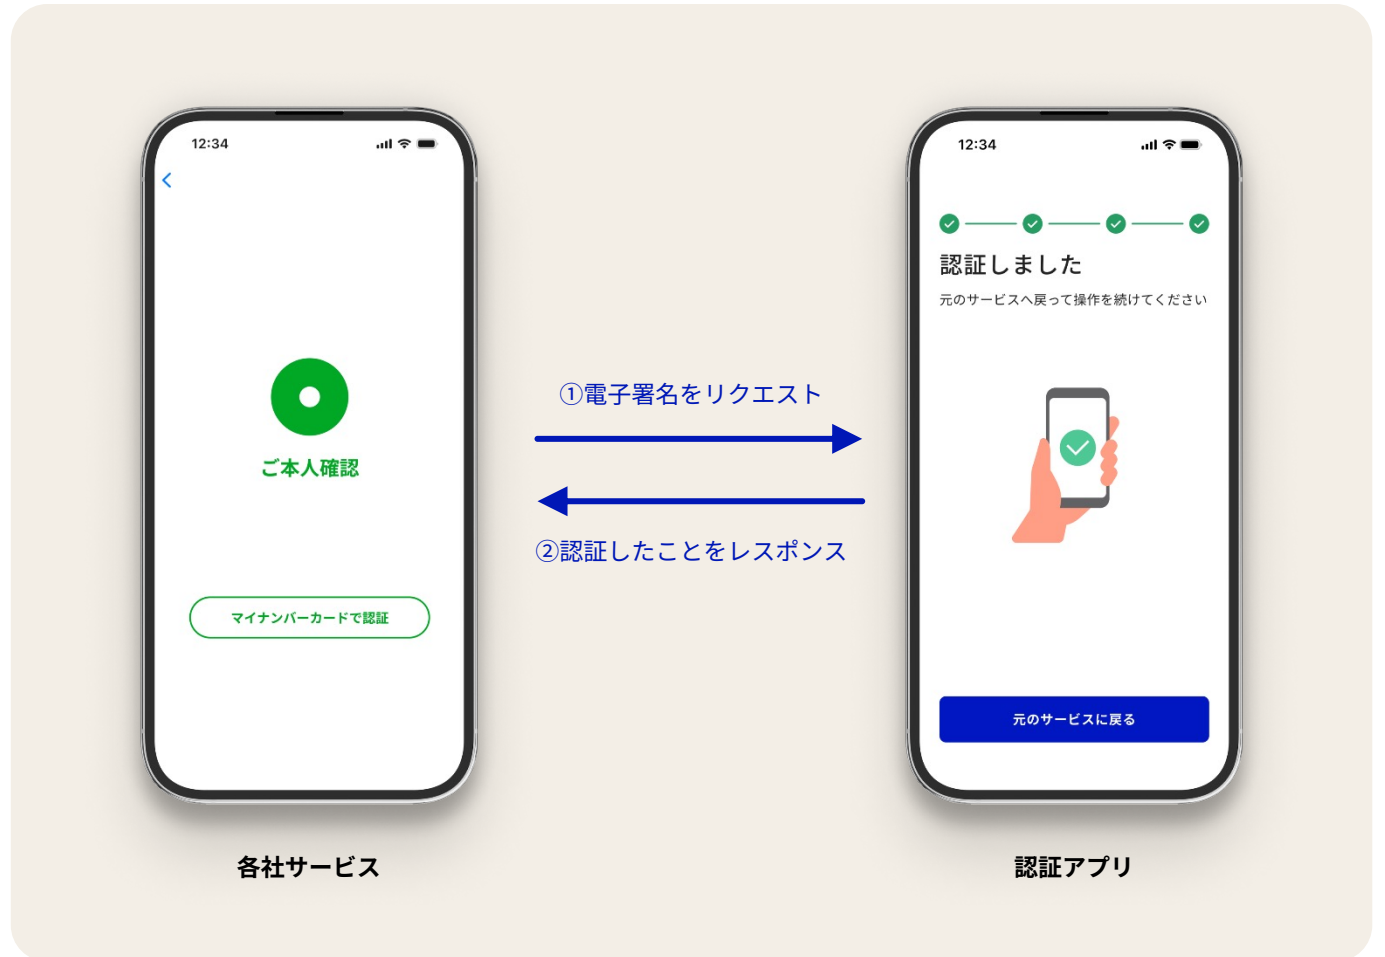 12:34
ご本人確認
マイナンバーカードで認証
各社サービス
①電子署名をリクエスト
②認証したことをレスポンス
12:34
認証しました
元のサービスへ戻って操作を続けてください
元のサービスに戻る
認証アプリ